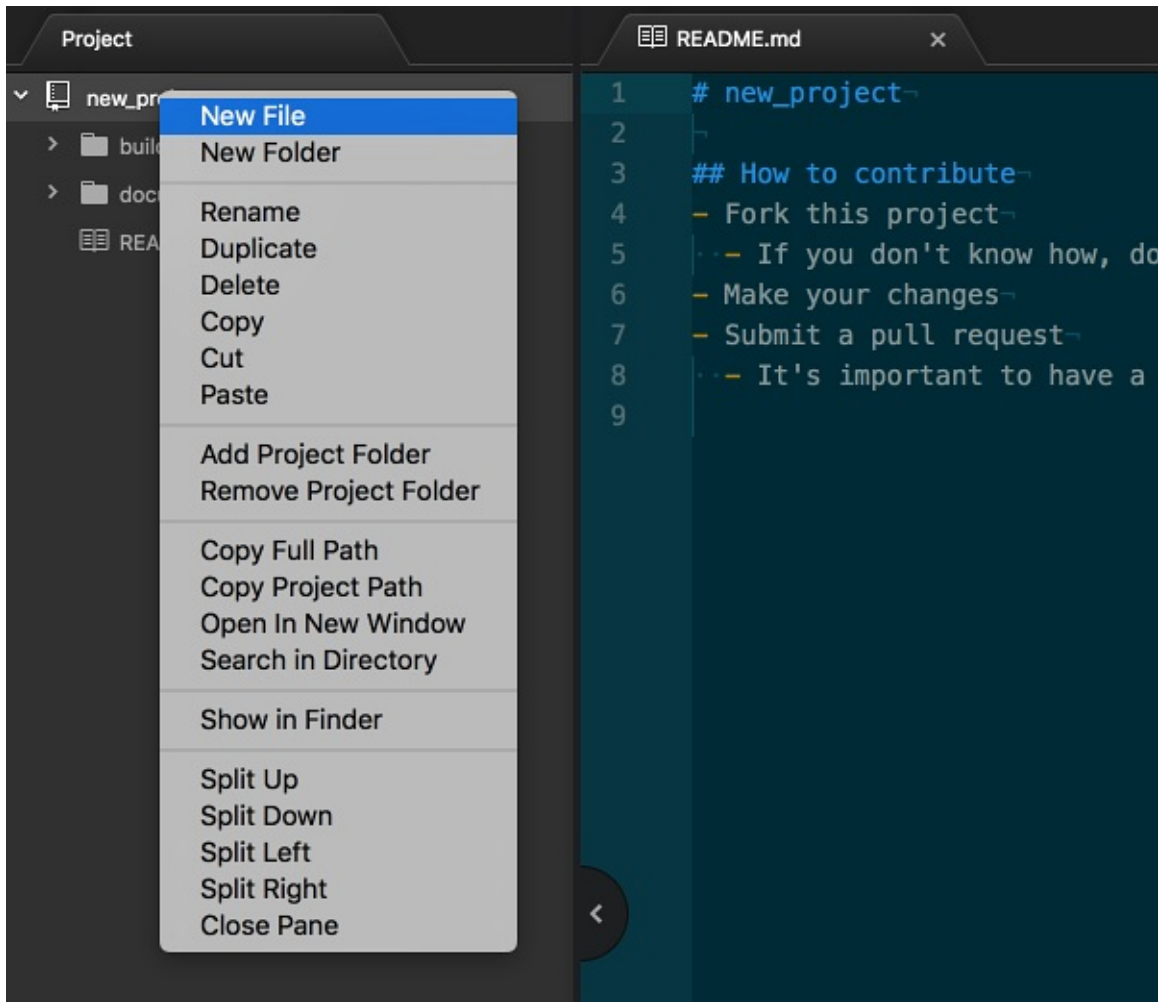 Project
new_pr
buil
doc
REA
New File
New Folder
Rename
Duplicate
Delete
Copy
Cut
Paste
Add Project Folder
Remove Project Folder
Copy Full Path
Copy Project Path
Open In New Window
Search in Directory
Show in Finder
Split Up
Split Down
Split Left
Split Right
Close Pane
README.md ×
1 # new_project¬
2 ¬
3 ## How to contribute¬
4 - Fork this project¬
5 ··- If you don't know how, do
6 - Make your changes¬
7 - Submit a pull request¬
8 ··- It's important to have a
9